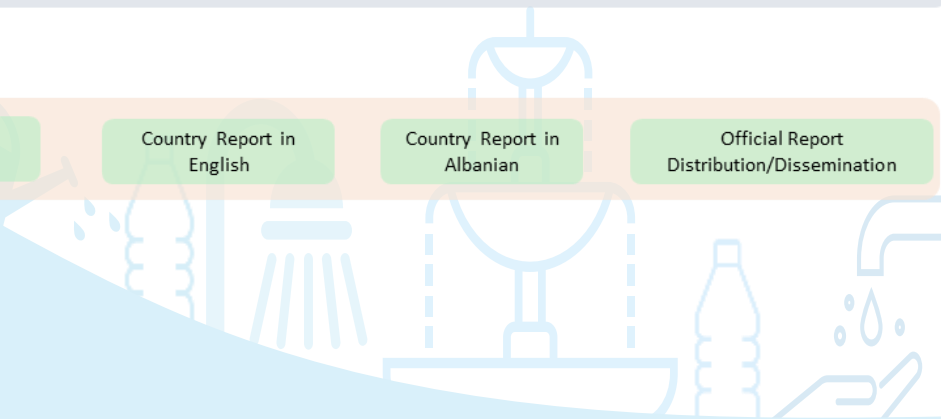 Country Report in
English
Country Report in
Albanian
Official Report
Distribution/Dissemination